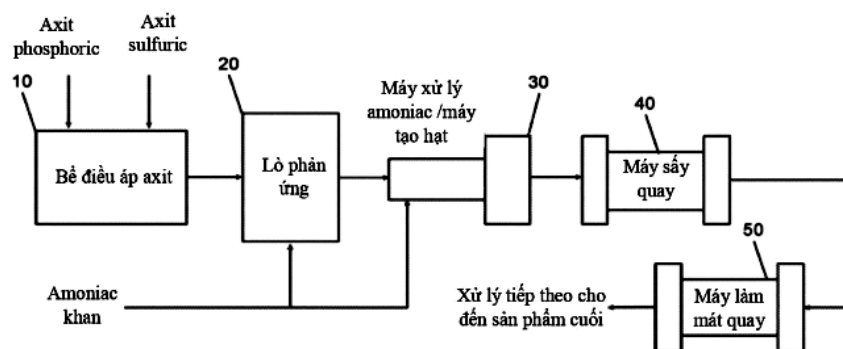 Axit
phosphoric
Axit
sulfuric
10
20
Máy xử lý
amoniac /máy
tạo hạt
30
40
Bể điều áp axit
Lò phản
ứng
Máy sấy
quay
50
Amoniac
khan
Xử lý tiếp theo cho
đến sản phẩm cuối
Máy làm
mát quay